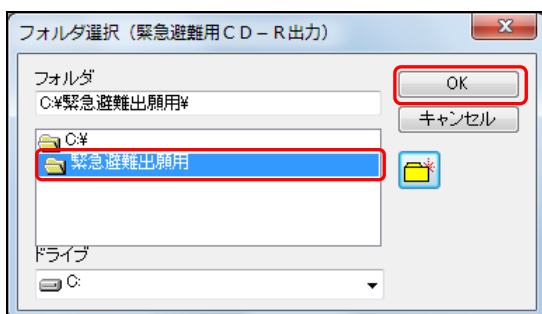 フォルダ選択（緊急避難用ＣＤ－Ｒ出力）
フォルダ
C:¥緊急避難出願用¥
OK
キャンセル
C:¥
緊急避難出願用
ドライブ
C: